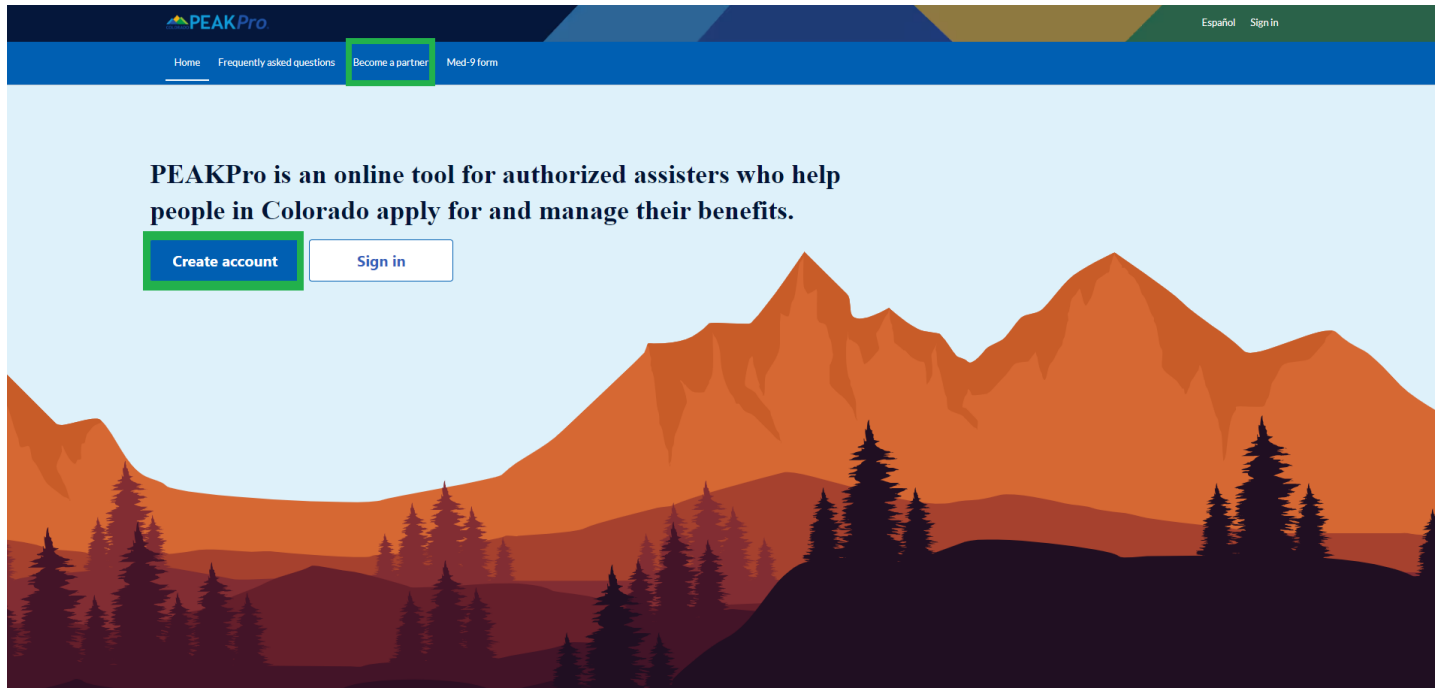 PEAKPro.
Español Sign in
Home Frequently asked questions Become a partner Med-9 form
PEAKPro is an online tool for authorized assisters who help
people in Colorado apply for and manage their benefits.
Create account Sign in